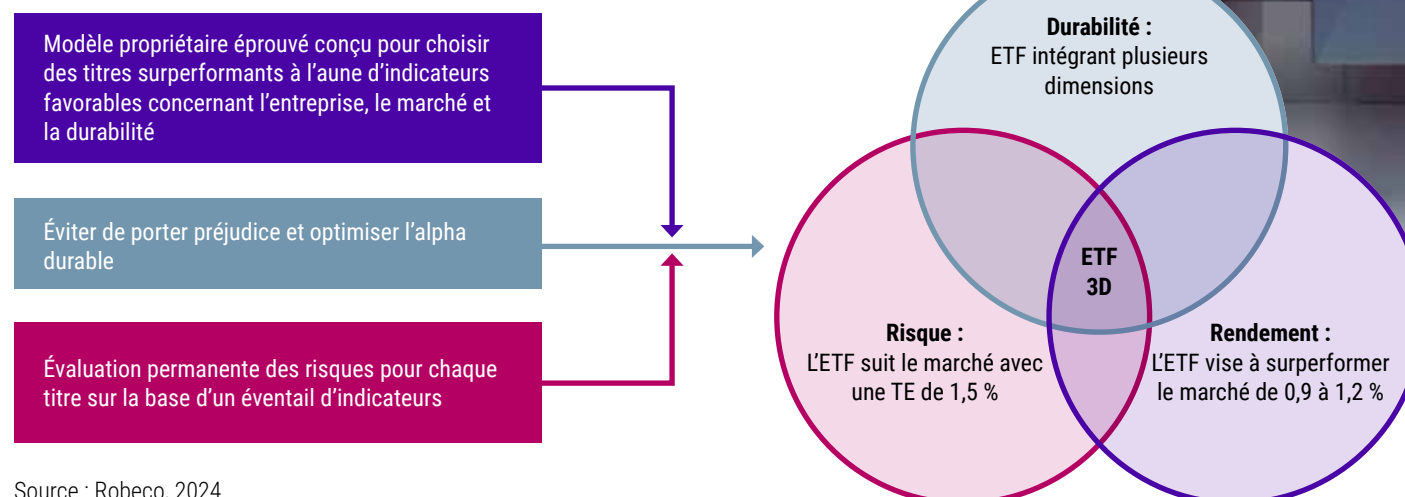 Modèle propriétaire éprouvé conçu pour choisir
des titres surperformants à l’aune d’indicateurs
favorables concernant l’entreprise, le marché et
la durabilité
Éviter de porter préjudice et optimiser l’alpha
durable
Évaluation permanente des risques pour chaque
titre sur la base d’un éventail d’indicateurs
Durabilité :
ETF intégrant plusieurs
dimensions
ETF
3D
Risque :
L’ETF suit le marché avec
une TE de 1,5 %
Rendement :
L’ETF vise à surperformer
le marché de 0,9 à 1,2 %
Source : Robeco, 2024